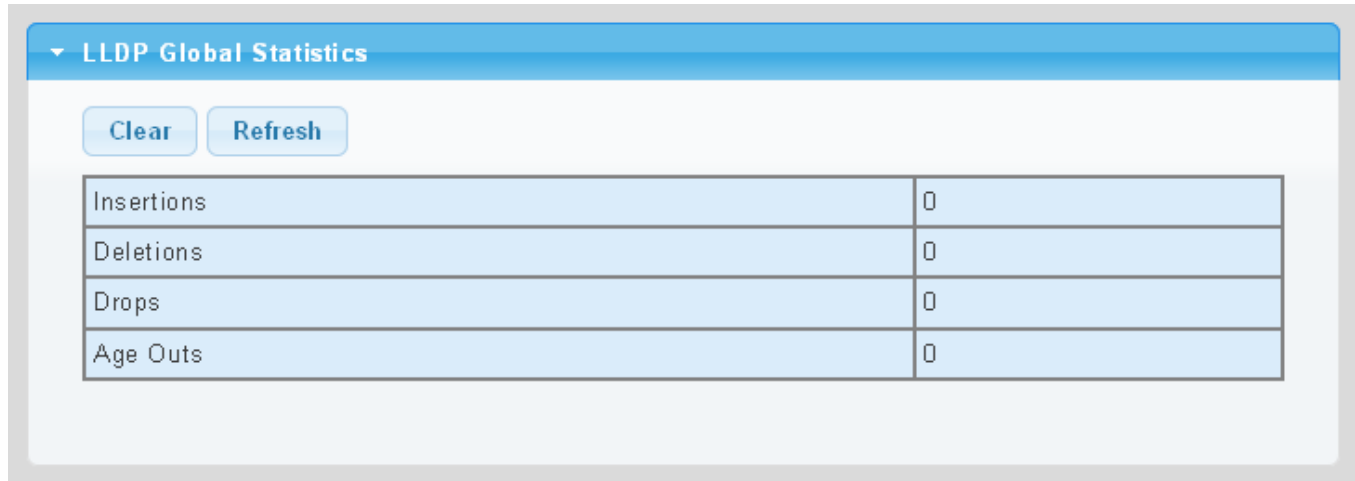 LLDP Global Statistics
Clear Refresh
Insertions 0
Deletions 0
Drops 0
Age Outs 0